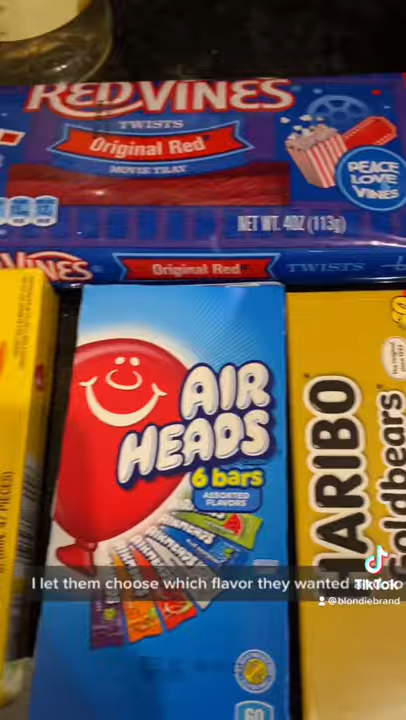 RED VINES
TWISTS
Original Red
MOVIE TRAY
PEACE
LOVE
VINES
NET WT. 4OZ (113g)
VINES
Original Red
TWISTS
AIR
HEADS
6 bars
ASSORTED
FLAVORS
HARIBO
Goldbears
I let them choose which flavor they wanted
TikTok
@blondiebrand
60